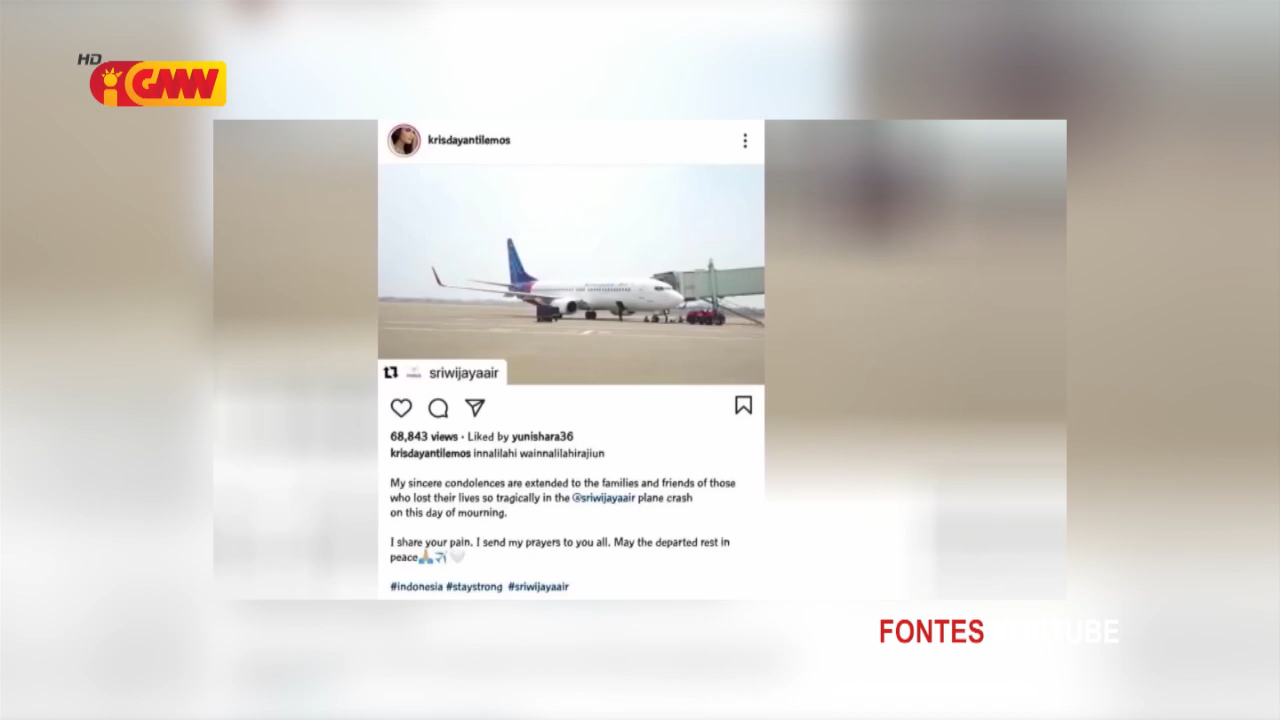 HD
GMW
krisdayantilemos
sriwijayaair
68,843 views · Liked by yunishara36
krisdayantilemos innalilahi wainnalilahirajiun
My sincere condolences are extended to the families and friends of those
who lost their lives so tragically in the @sriwijayaair plane crash
on this day of mourning.
I share your pain. I send my prayers to you all. May the departed rest in
peace🙏🏼✈️🤍
#indonesia #staystrong #sriwijayaair
FONTES